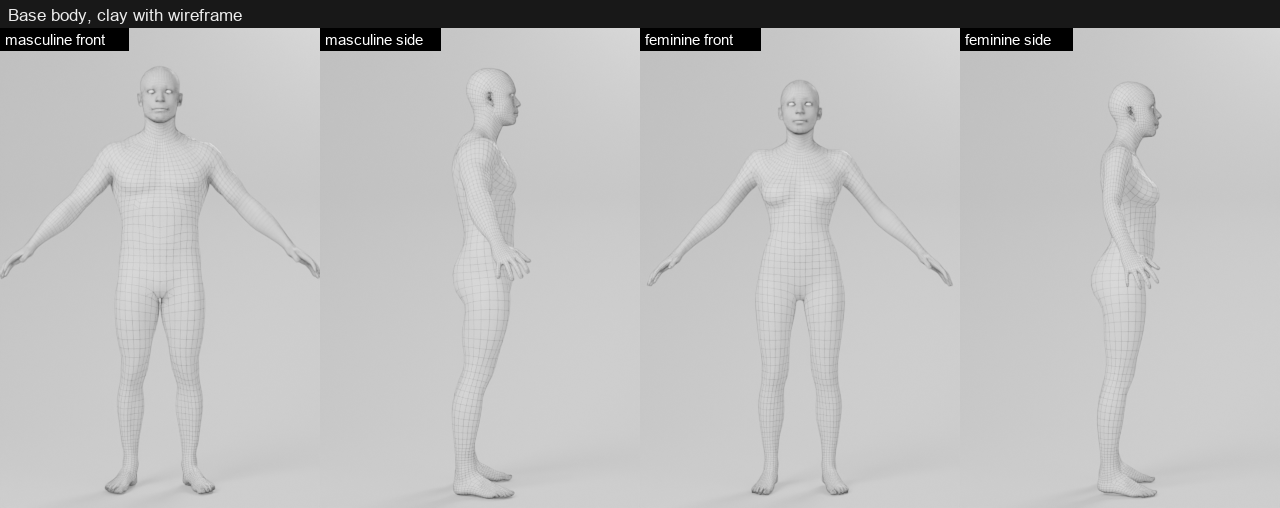 Base body, clay with wireframe
masculine front
masculine side
feminine front
feminine side